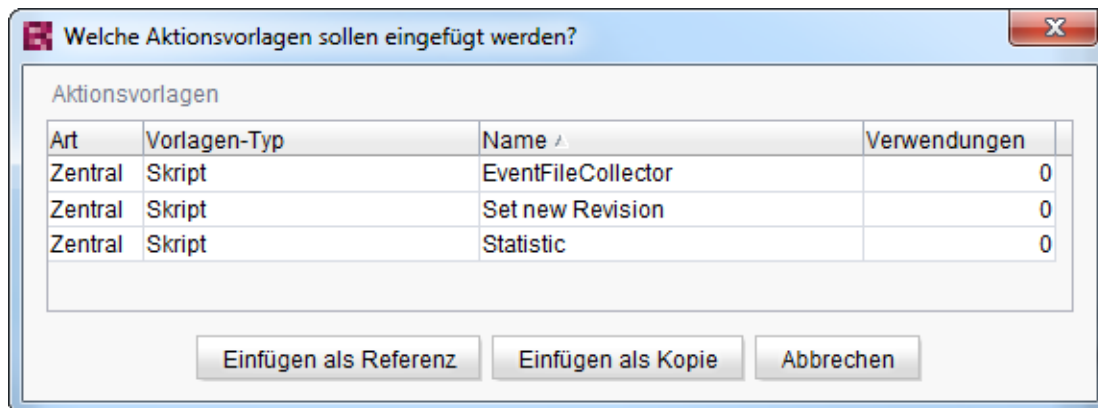 Welche Aktionsvorlagen sollen eingefügt werden?
Aktionsvorlagen
Art Vorlagen-Typ Name Verwendungen
Zentral Skript EventFileCollector 0
Zentral Skript Set new Revision 0
Zentral Skript Statistic 0
Einfügen als Referenz Einfügen als Kopie Abbrechen